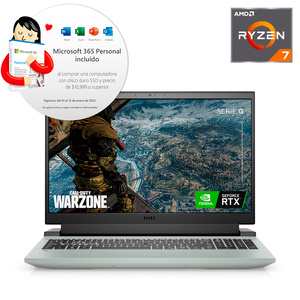 Microsoft 365 Personal
incluido
al comprar una computadora
con disco duro SSD y precio
de $10,999 o superior
AMD
RYZEN
7
SERIE G
CALL OF DUTY
WARZONE
NVIDIA
GEFORCE
RTX
DELL